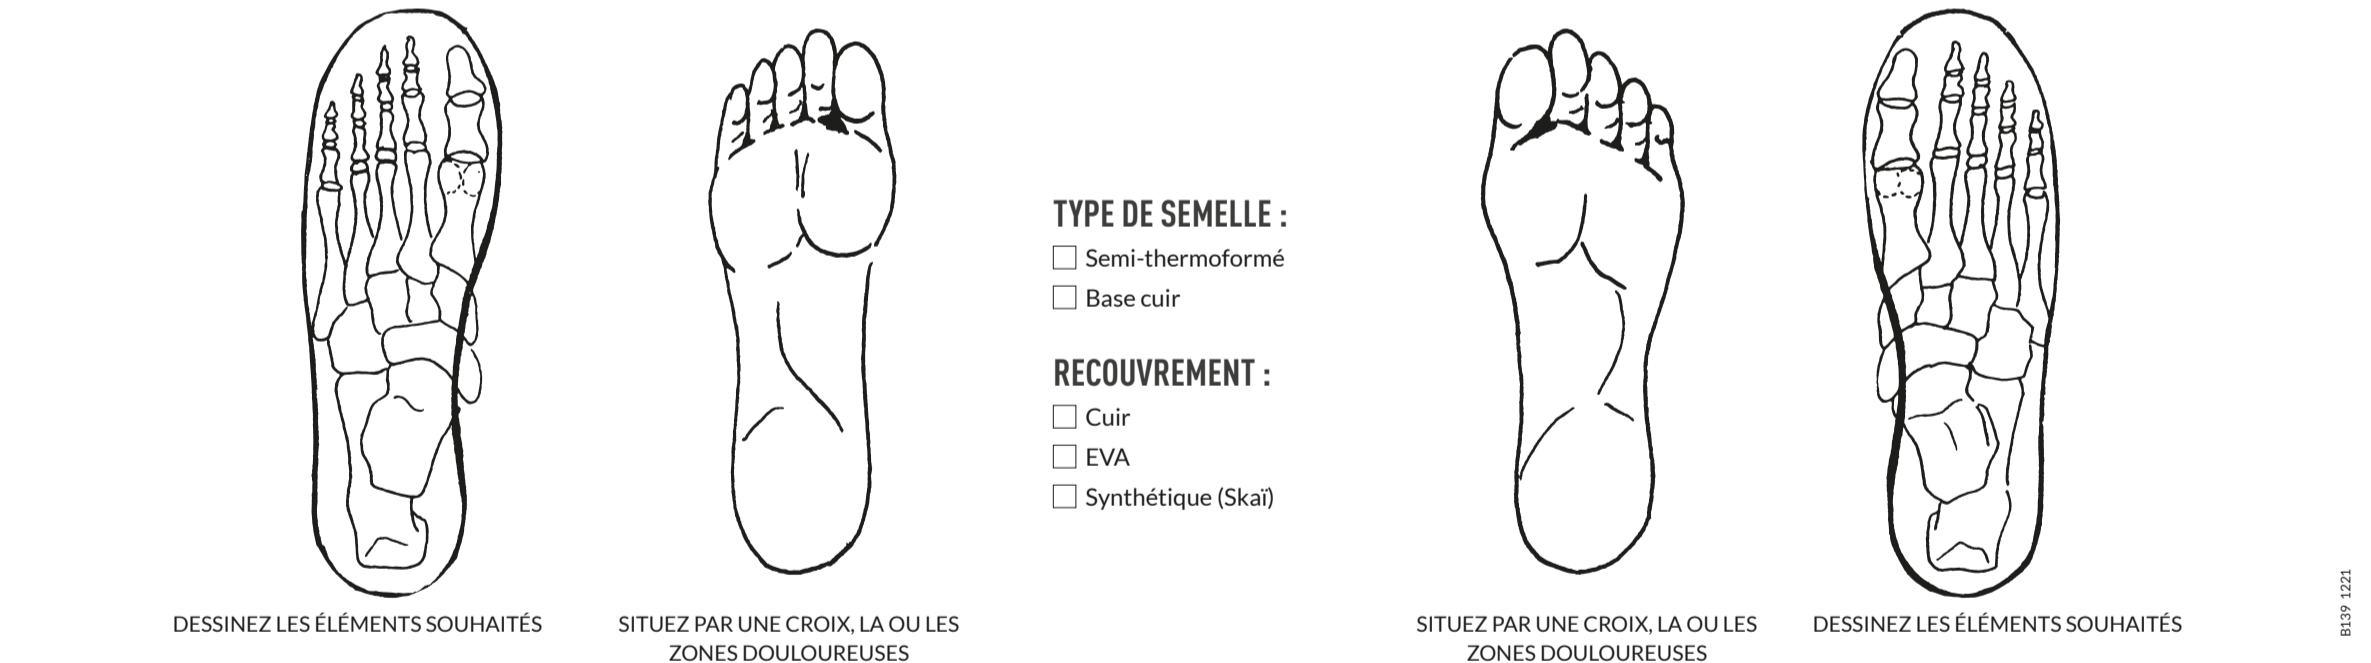 TYPE DE SEMELLE :
Semi-thermoformé
Base cuir
RECOUVREMENT :
Cuir
EVA
Synthétique (Skaï)
DESSINEZ LES ÉLÉMENTS SOUHAITÉS
SITUEZ PAR UNE CROIX, LA OU LES
ZONES DOULOUREUSES
SITUEZ PAR UNE CROIX, LA OU LES
ZONES DOULOUREUSES
DESSINEZ LES ÉLÉMENTS SOUHAITÉS
B139 1221